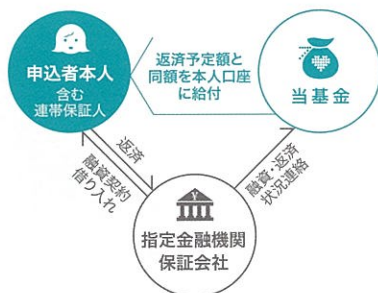 申込者本人
含む
連帯保証人
返済予定額と
同額を本人口座
に給付
当基金
返済
融資契約
借り入れ
融資・返済
状況連絡
指定金融機関
保証会社